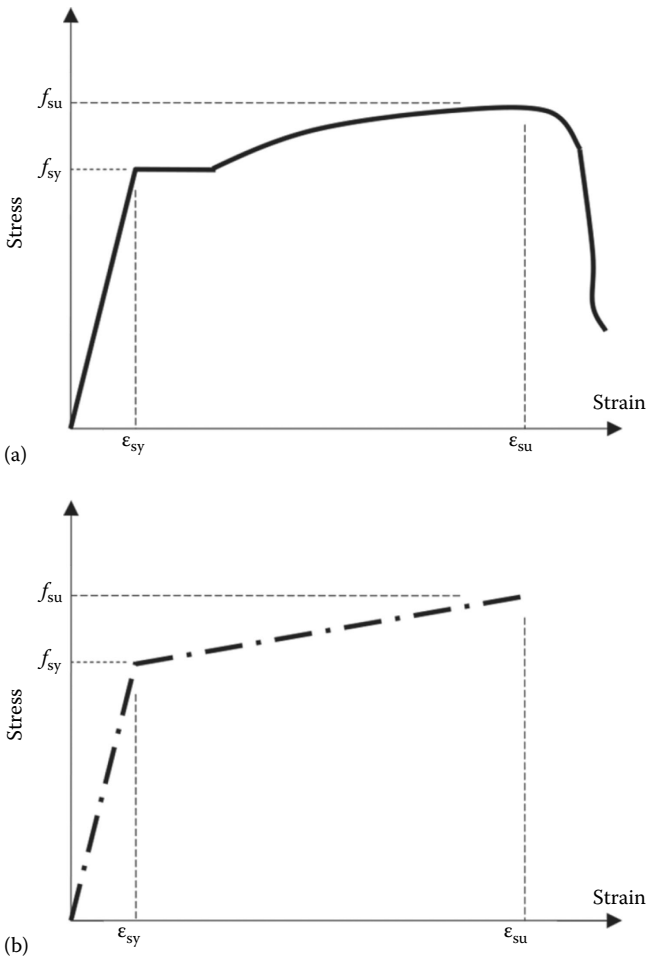 f_su
f_sy
Stress
Strain
ε_sy
ε_su
(a)
f_su
f_sy
Stress
Strain
ε_sy
ε_su
(b)